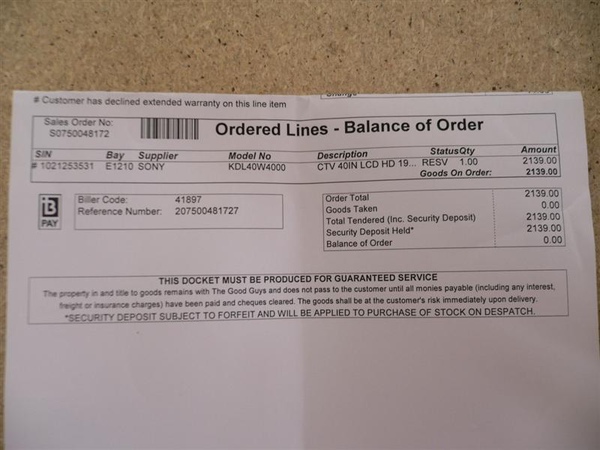 Change
# Customer has declined extended warranty on this line item
Sales Order No:
S0750048172
Ordered Lines - Balance of Order
SIN Bay Supplier Model No Description Status Qty Amount
# 1021253531 E1210 SONY KDL40W4000 CTV 40IN LCD HD 19... RESV 1.00 2139.00
Goods On Order: 2139.00
B
PAY
Biller Code: 41897
Reference Number: 207500481727
Order Total 2139.00
Goods Taken 0.00
Total Tendered (Inc. Security Deposit) 2139.00
Security Deposit Held* 2139.00
Balance of Order 0.00
THIS DOCKET MUST BE PRODUCED FOR GUARANTEED SERVICE
The property in and title to goods remains with The Good Guys and does not pass to the customer until all monies payable (including any interest,
freight or insurance charges) have been paid and cheques cleared. The goods shall be at the customer's risk immediately upon delivery.
*SECURITY DEPOSIT SUBJECT TO FORFEIT AND WILL BE APPLIED TO PURCHASE OF STOCK ON DESPATCH.